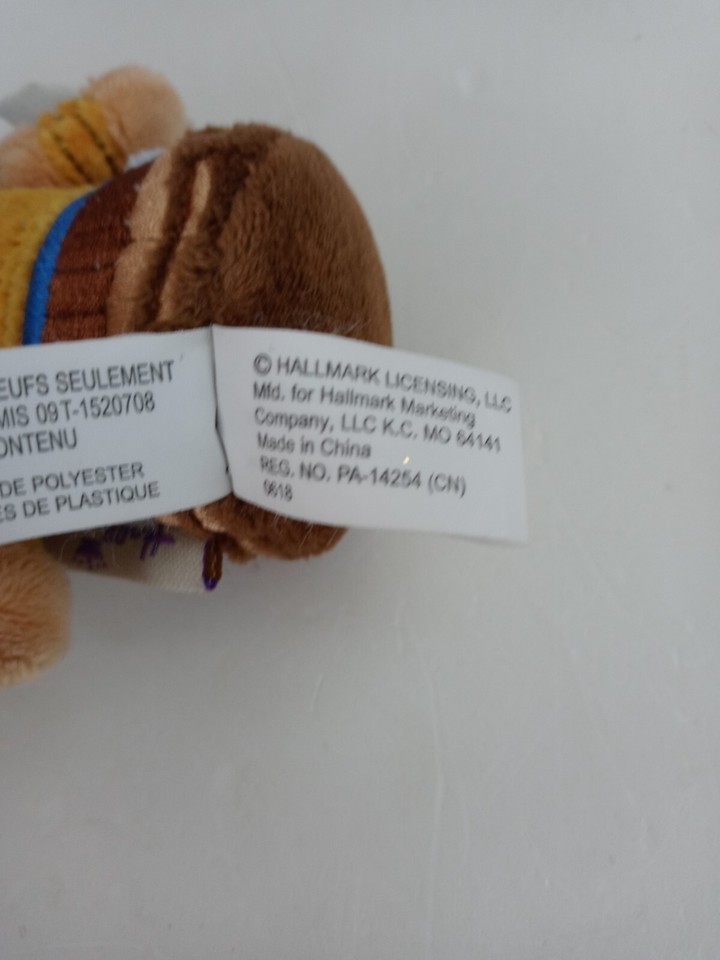 EUFS SEULEMENT
MIS 09T-1520708
ONTENU
DE POLYESTER
ES DE PLASTIQUE
© HALLMARK LICENSING, LLC
Mfd. for Hallmark Marketing
Company, LLC K.C. MO 64141
Made in China
REG. NO. PA-14254 (CN)
0618